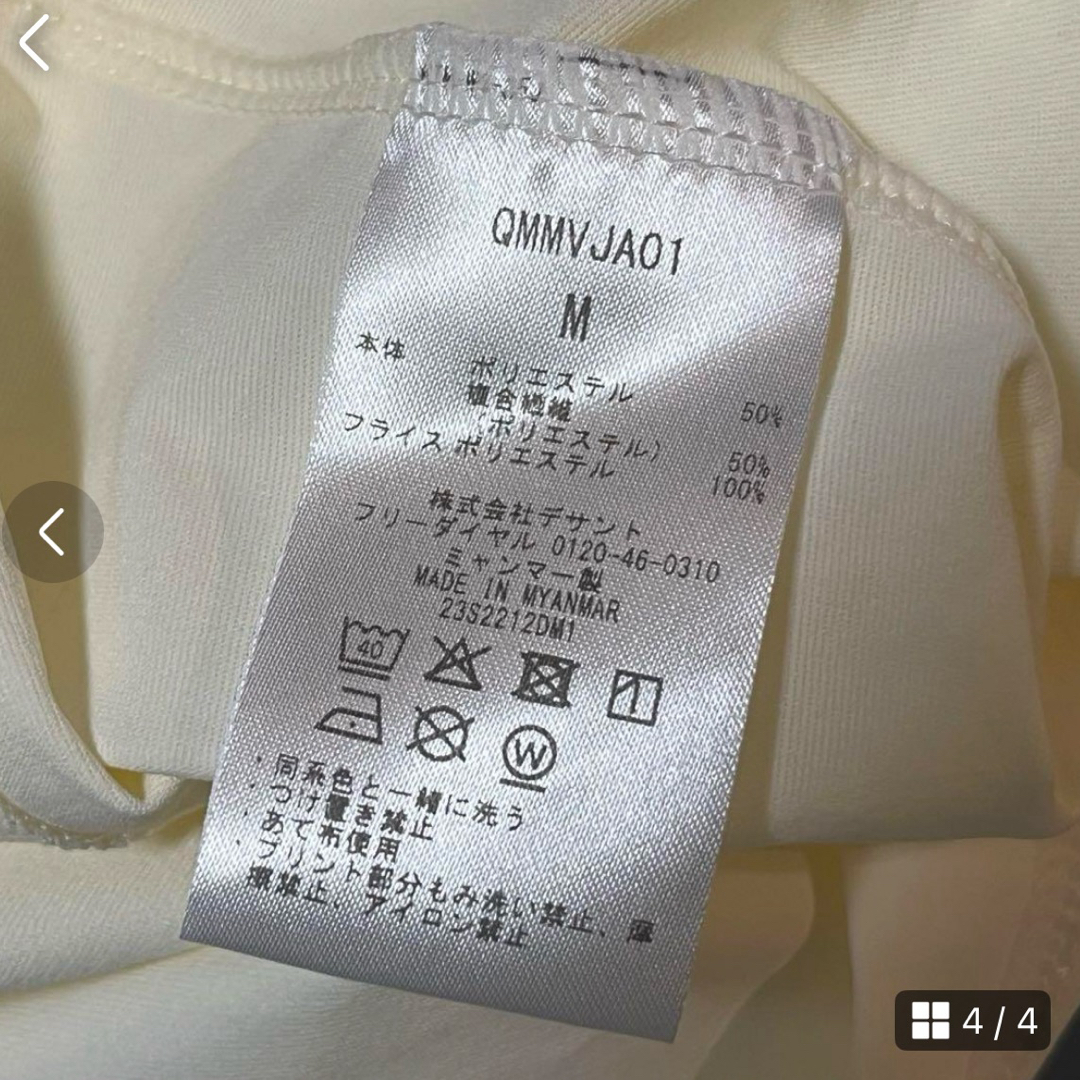 QMMVJA01
M
本体 ポリエステル 50%
複合繊維
(ポリエステル) 50%
フライス ポリエステル 100%
株式会社デサント
フリーダイヤル 0120-46-0310
ミャンマー製
MADE IN MYANMAR
23S2212DM1
40
1
W
・同系色と一緒に洗う
・つけ置き禁止
・あて布使用
・プリント部分もみ洗い禁止、摩
擦禁止、アイロン禁止
4 / 4